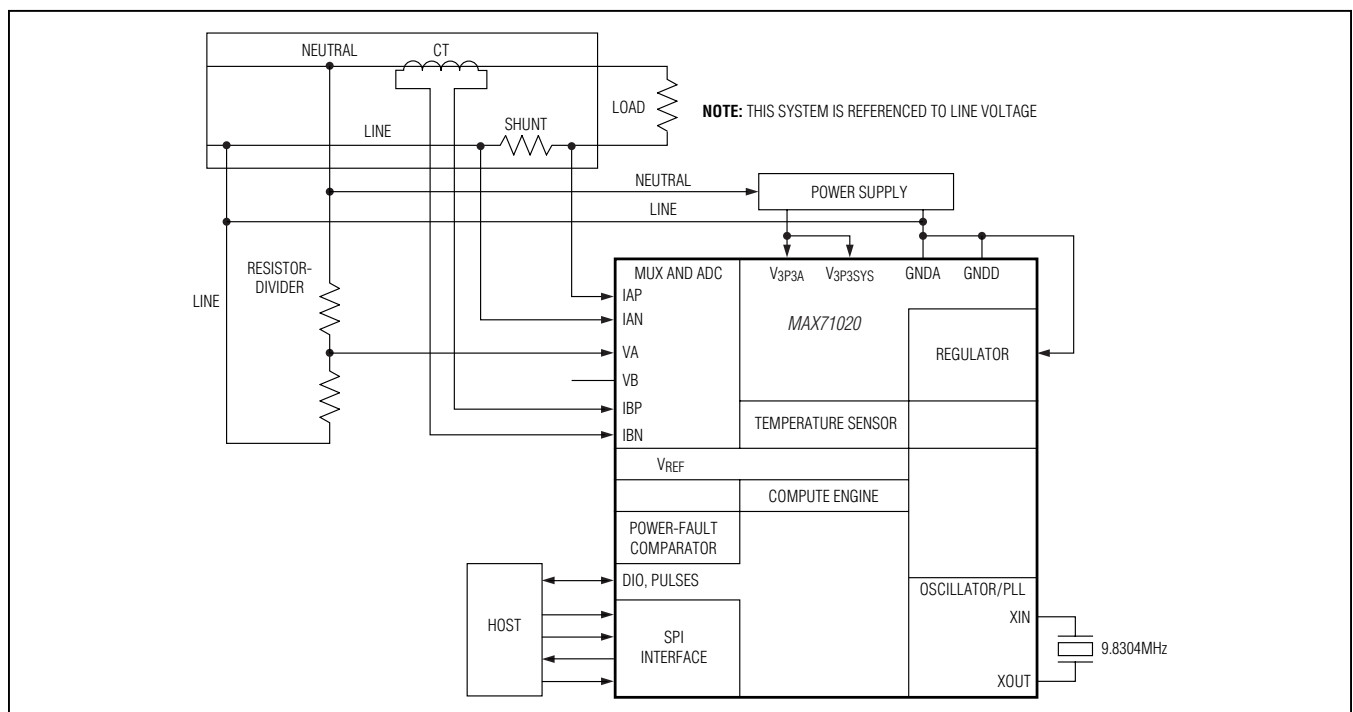 NEUTRAL
CT
LOAD
NOTE: THIS SYSTEM IS REFERENCED TO LINE VOLTAGE
LINE
SHUNT
NEUTRAL
POWER SUPPLY
LINE
RESISTOR-
DIVIDER
LINE
MUX AND ADC
V3P3A
V3P3SYS
GNDA
GNDD
IAP
IAN
MAX71020
VA
REGULATOR
VB
IBP
TEMPERATURE SENSOR
IBN
VREF
COMPUTE ENGINE
POWER-FAULT
COMPARATOR
DIO, PULSES
OSCILLATOR/PLL
HOST
SPI
INTERFACE
XIN
9.8304MHz
XOUT